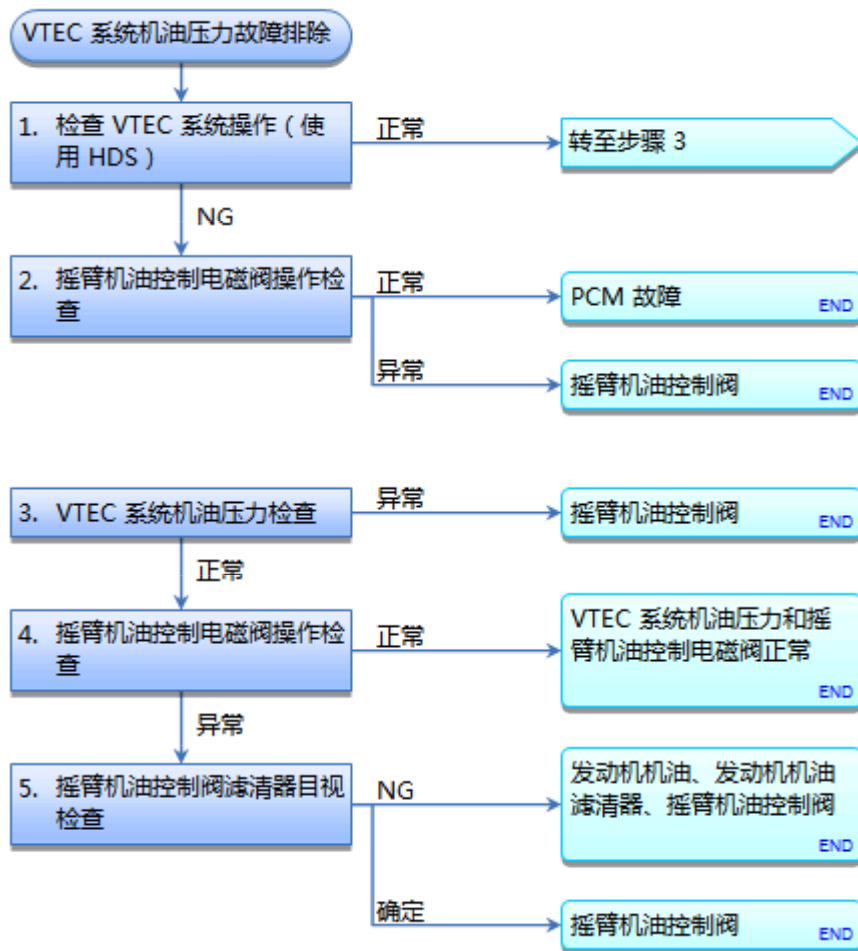 VTEC 系统机油压力故障排除
1. 检查 VTEC 系统操作（使
用 HDS）
正常
转至步骤 3
NG
2. 摇臂机油控制电磁阀操作检
查
正常
PCM 故障
END
异常
摇臂机油控制阀
END
3. VTEC 系统机油压力检查
异常
摇臂机油控制阀
END
正常
4. 摇臂机油控制电磁阀操作检
查
正常
VTEC 系统机油压力和摇
臂机油控制电磁阀正常
END
异常
5. 摇臂机油控制阀滤清器目视
检查
NG
发动机机油、发动机机油
滤清器、摇臂机油控制阀
END
确定
摇臂机油控制阀
END